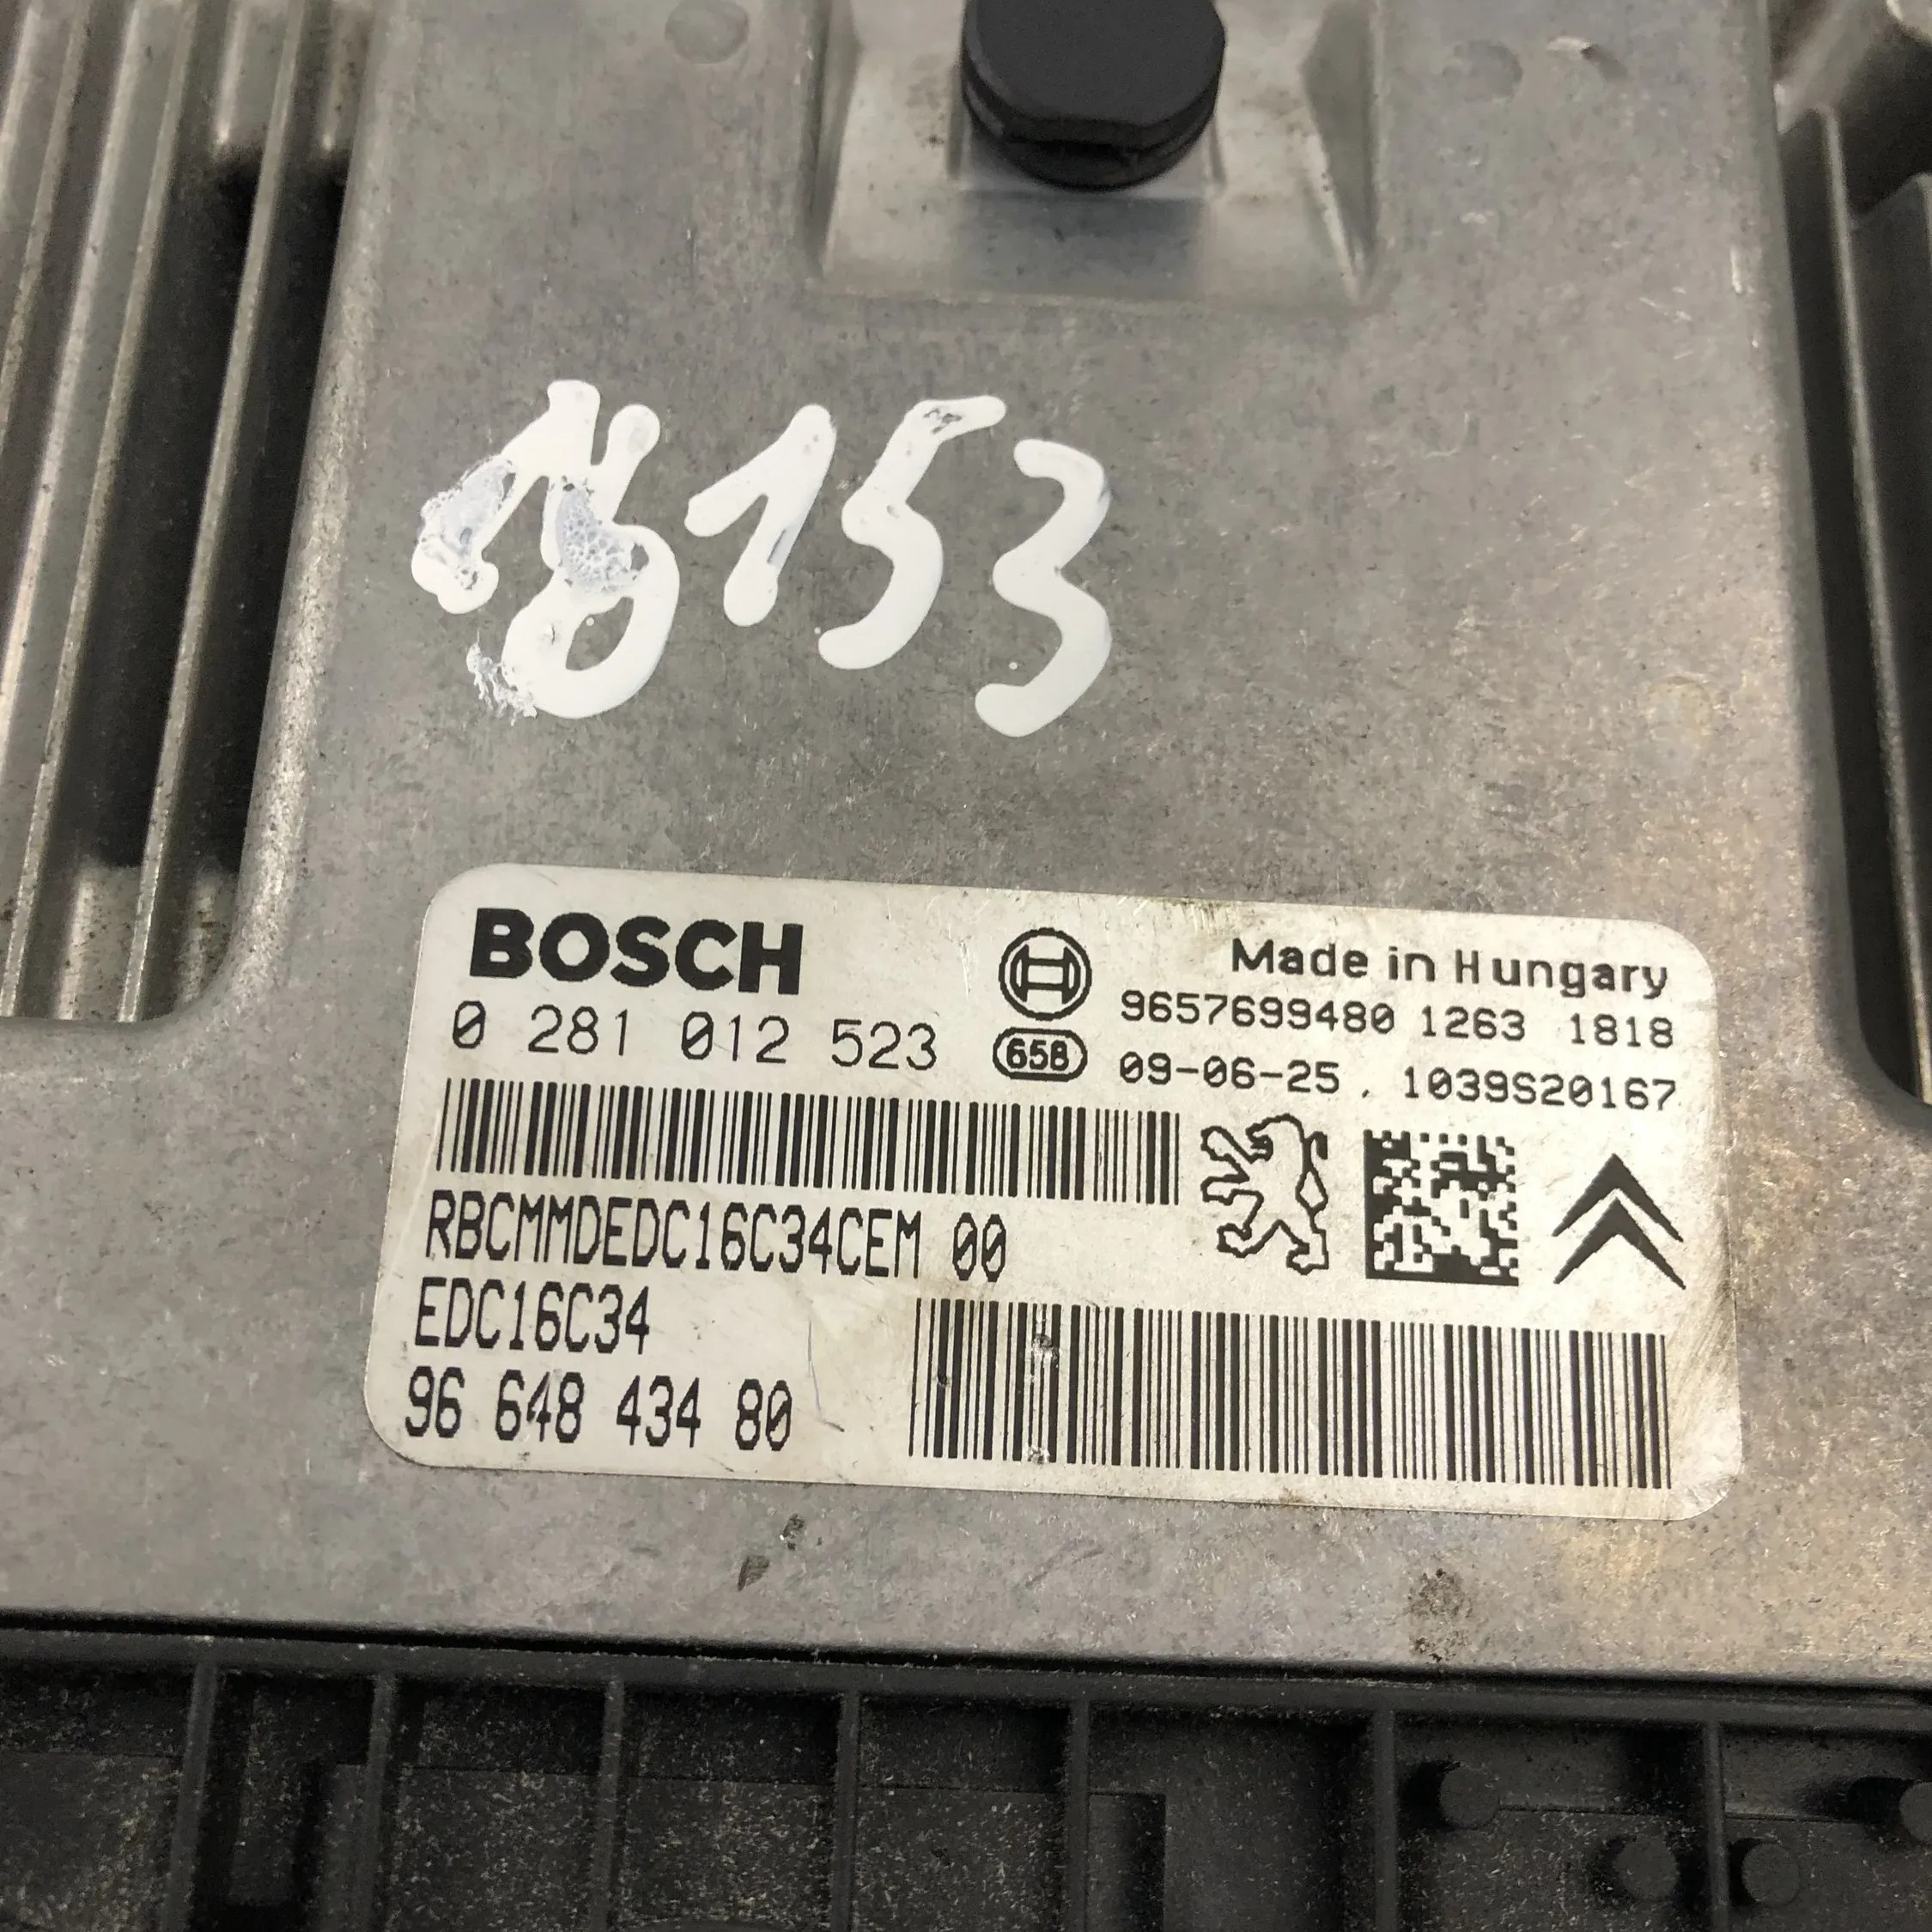 153
BOSCH
0 281 012 523
658
Made in Hungary
9657699480 1263 1818
09-06-25 . 1039S20167
RBCMMDEDC16C34CEM 00
EDC16C34
96 648 434 80